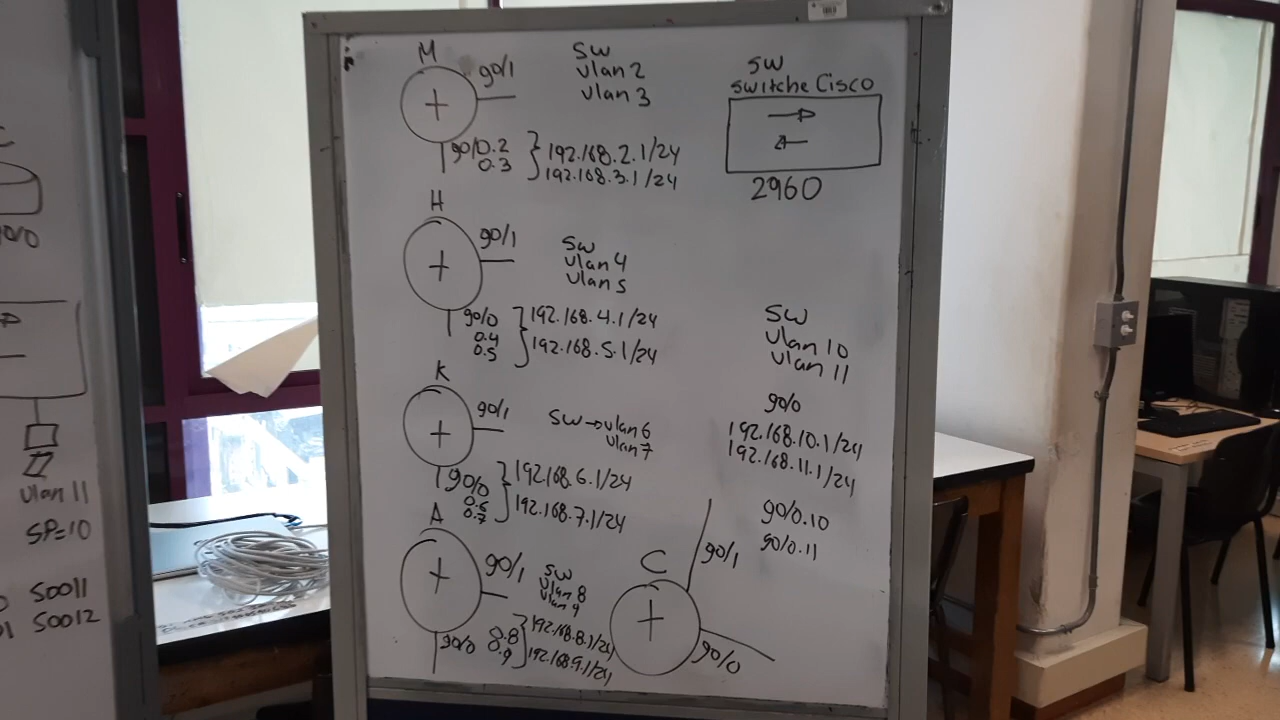 M
g0/1
SW
vlan 2
vlan 3
g0/0.2
0.3
192.168.2.1/24
192.168.3.1/24
SW
switche Cisco
2960
H
g0/1
SW
vlan 4
vlan 5
g0/0
0.4
0.5
192.168.4.1/24
192.168.5.1/24
K
g0/1
SW→vlan 6
vlan 7
g0/0
0.6
0.7
192.168.6.1/24
192.168.7.1/24
A
g0/1
SW
vlan 8
vlan 9
g0/0
0.8
0.9
192.168.8.1/24
192.168.9.1/24
SW
vlan 10
vlan 11
g0/0
192.168.10.1/24
192.168.11.1/24
g0/0.10
g0/0.11
C
g0/1
g0/0
vlan 11
SP=10
S0011
S0012